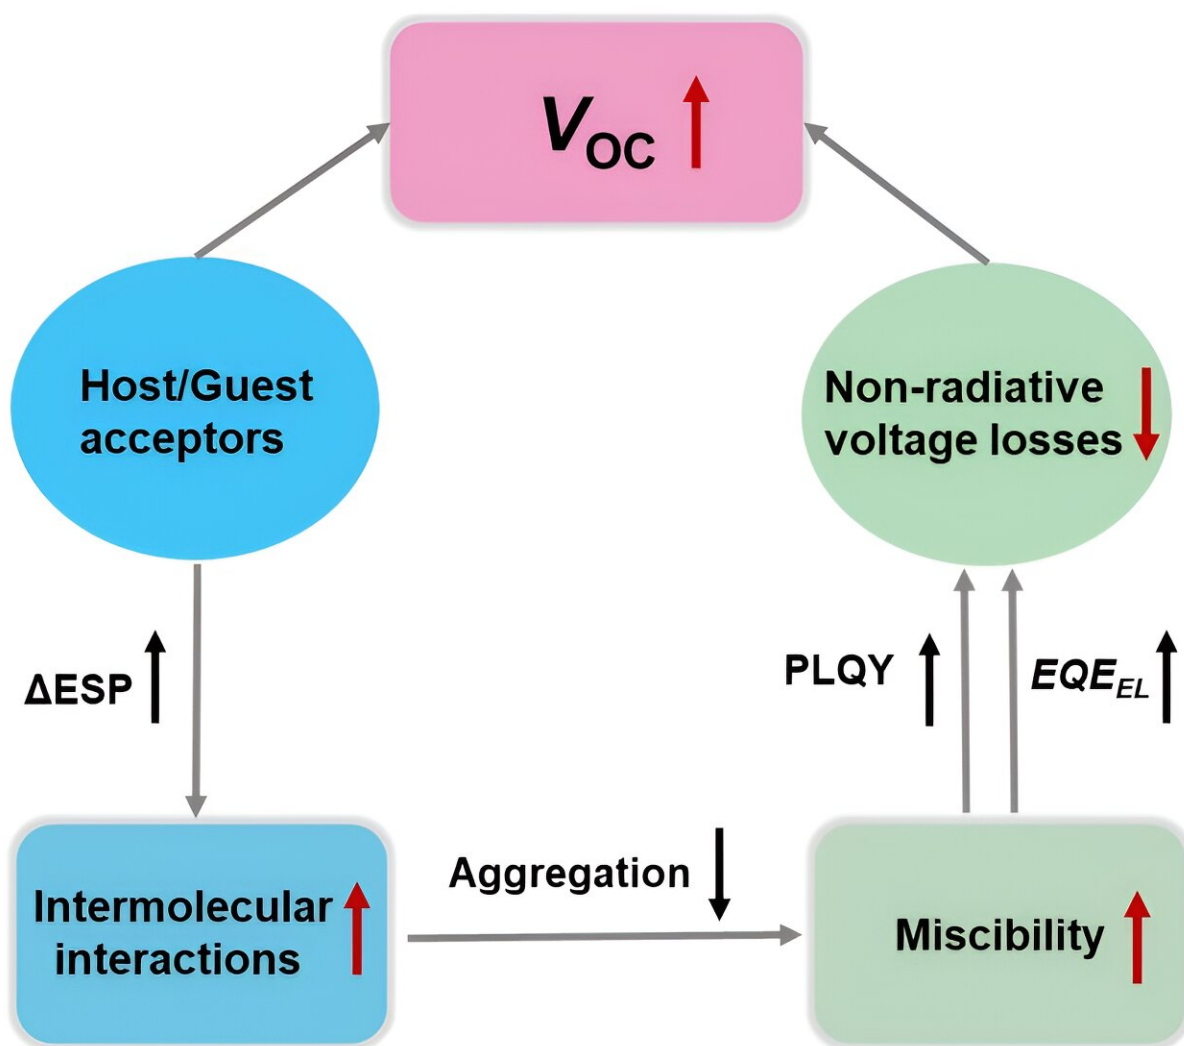 VOC
Host/Guest
acceptors
Non-radiative
voltage losses
ΔESP
PLQY
EQEEL
Intermolecular
interactions
Aggregation
Miscibility